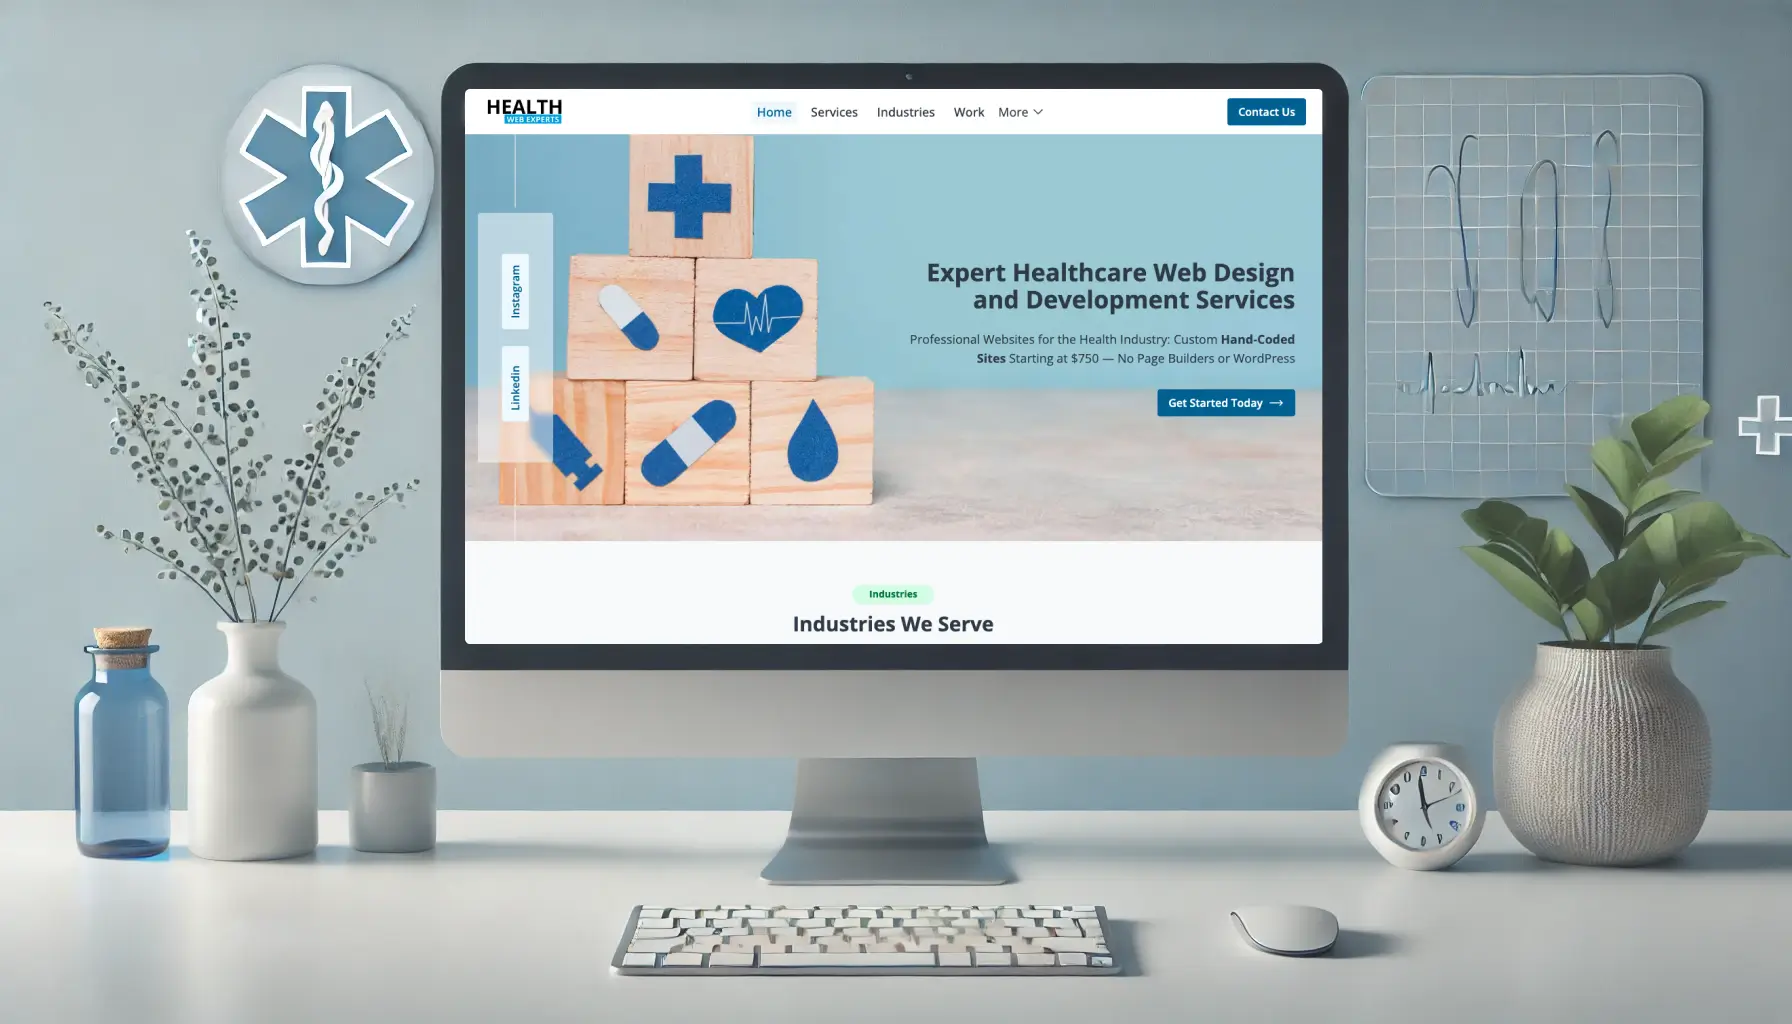 HEALTH
WEB EXPERTS
Home Services Industries Work More
Contact Us
Instagram
Linkedin
Expert Healthcare Web Design
and Development Services
Professional Websites for the Health Industry: Custom Hand-Coded
Sites Starting at $750 — No Page Builders or WordPress
Get Started Today →
Industries
Industries We Serve